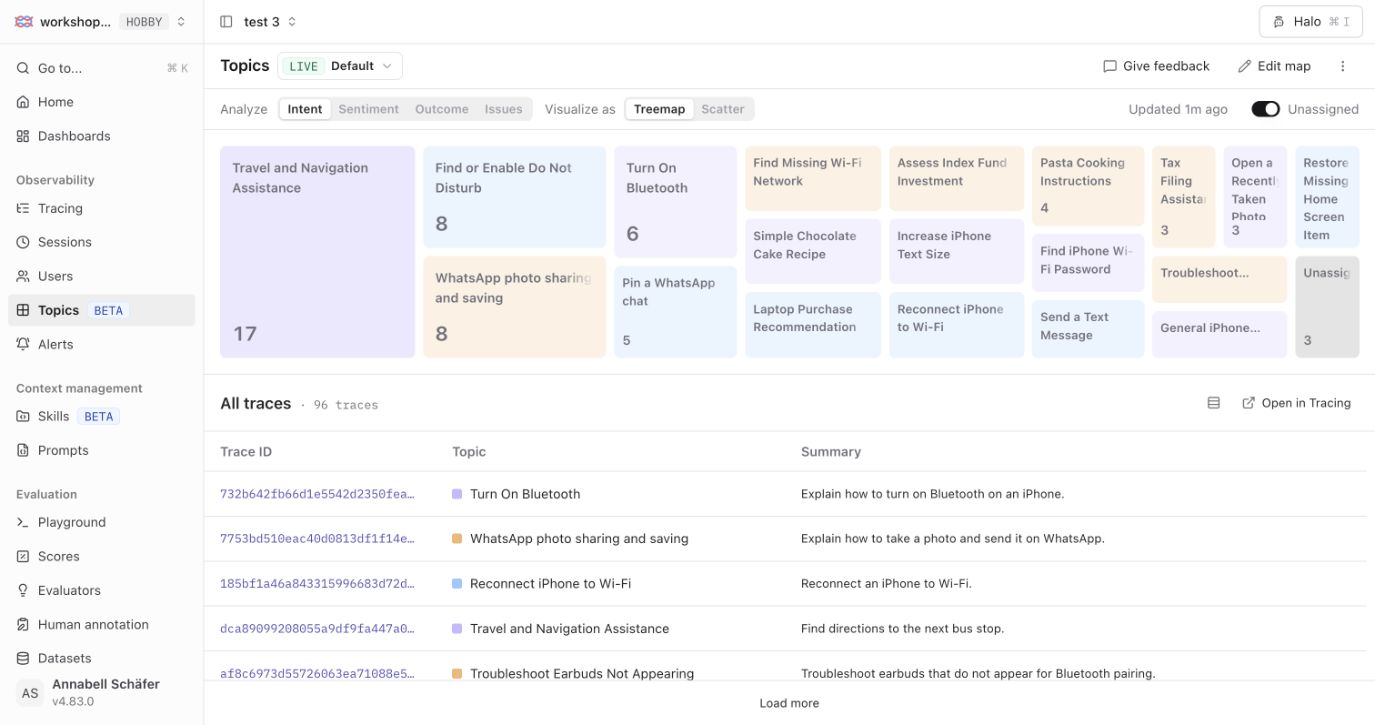 workshop... HOBBY
test 3
Halo ⌘ I
Go to... ⌘ K
Home
Dashboards
Observability
Tracing
Sessions
Users
Topics BETA
Alerts
Context management
Skills BETA
Prompts
Evaluation
Playground
Scores
Evaluators
Human annotation
Datasets
AS
Annabell Schäfer
v4.83.0
Topics LIVE Default
Give feedback
Edit map
Analyze Intent Sentiment Outcome Issues Visualize as Treemap Scatter
Updated 1m ago
Unassigned
Travel and Navigation
Assistance
17
Find or Enable Do Not
Disturb
8
WhatsApp photo sharing
and saving
8
Turn On
Bluetooth
6
Pin a WhatsApp
chat
5
Find Missing Wi-Fi
Network
Simple Chocolate
Cake Recipe
Laptop Purchase
Recommendation
Assess Index Fund
Investment
Increase iPhone
Text Size
Reconnect iPhone
to Wi-Fi
Pasta Cooking
Instructions
4
Find iPhone Wi-
Fi Password
Send a Text
Message
Tax
Filing
Assista
3
Open a
Recently
Taken
Photo
3
Restore
Missing
Home
Screen
Item
Troubleshoot...
General iPhone...
Unassig
3
All traces · 96 traces
Open in Tracing
Trace ID Topic Summary
732b642fb66d1e5542d2350fea… Turn On Bluetooth Explain how to turn on Bluetooth on an iPhone.
7753bd510eac40d0813df1f14e… WhatsApp photo sharing and saving Explain how to take a photo and send it on WhatsApp.
185bf1a46a843315996683d72d… Reconnect iPhone to Wi-Fi Reconnect an iPhone to Wi-Fi.
dca89099208055a9df9fa447a0… Travel and Navigation Assistance Find directions to the next bus stop.
af8c6973d55726063ea71088e5… Troubleshoot Earbuds Not Appearing Troubleshoot earbuds that do not appear for Bluetooth pairing.
Load more